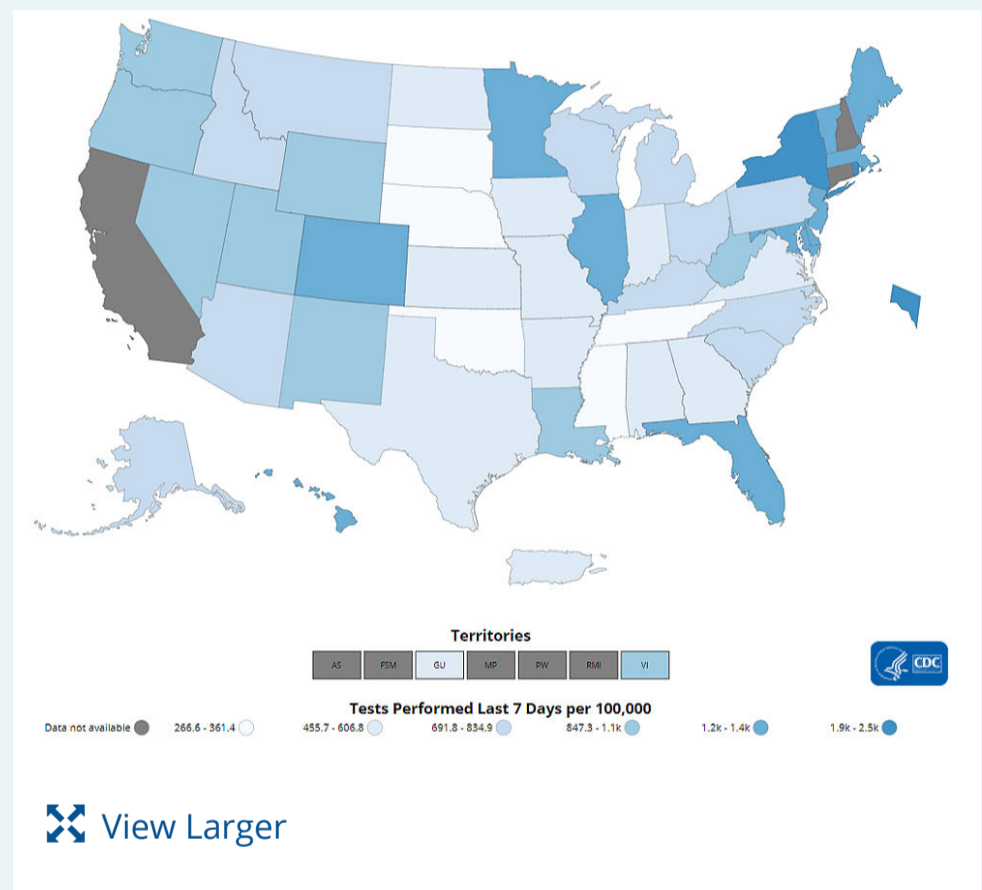 Territories
AS FSM GU MP PW RMI VI
CDC
Tests Performed Last 7 Days per 100,000
Data not available 266.6 - 361.4 455.7 - 606.8 691.8 - 834.9 847.3 - 1.1k 1.2k - 1.4k 1.9k - 2.5k
View Larger